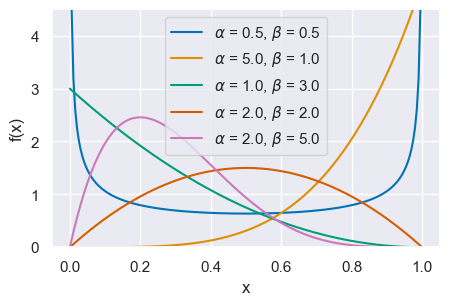 f(x)
4
3
2
1
0
α = 0.5, β = 0.5
α = 5.0, β = 1.0
α = 1.0, β = 3.0
α = 2.0, β = 2.0
α = 2.0, β = 5.0
0.0 0.2 0.4 0.6 0.8 1.0
x